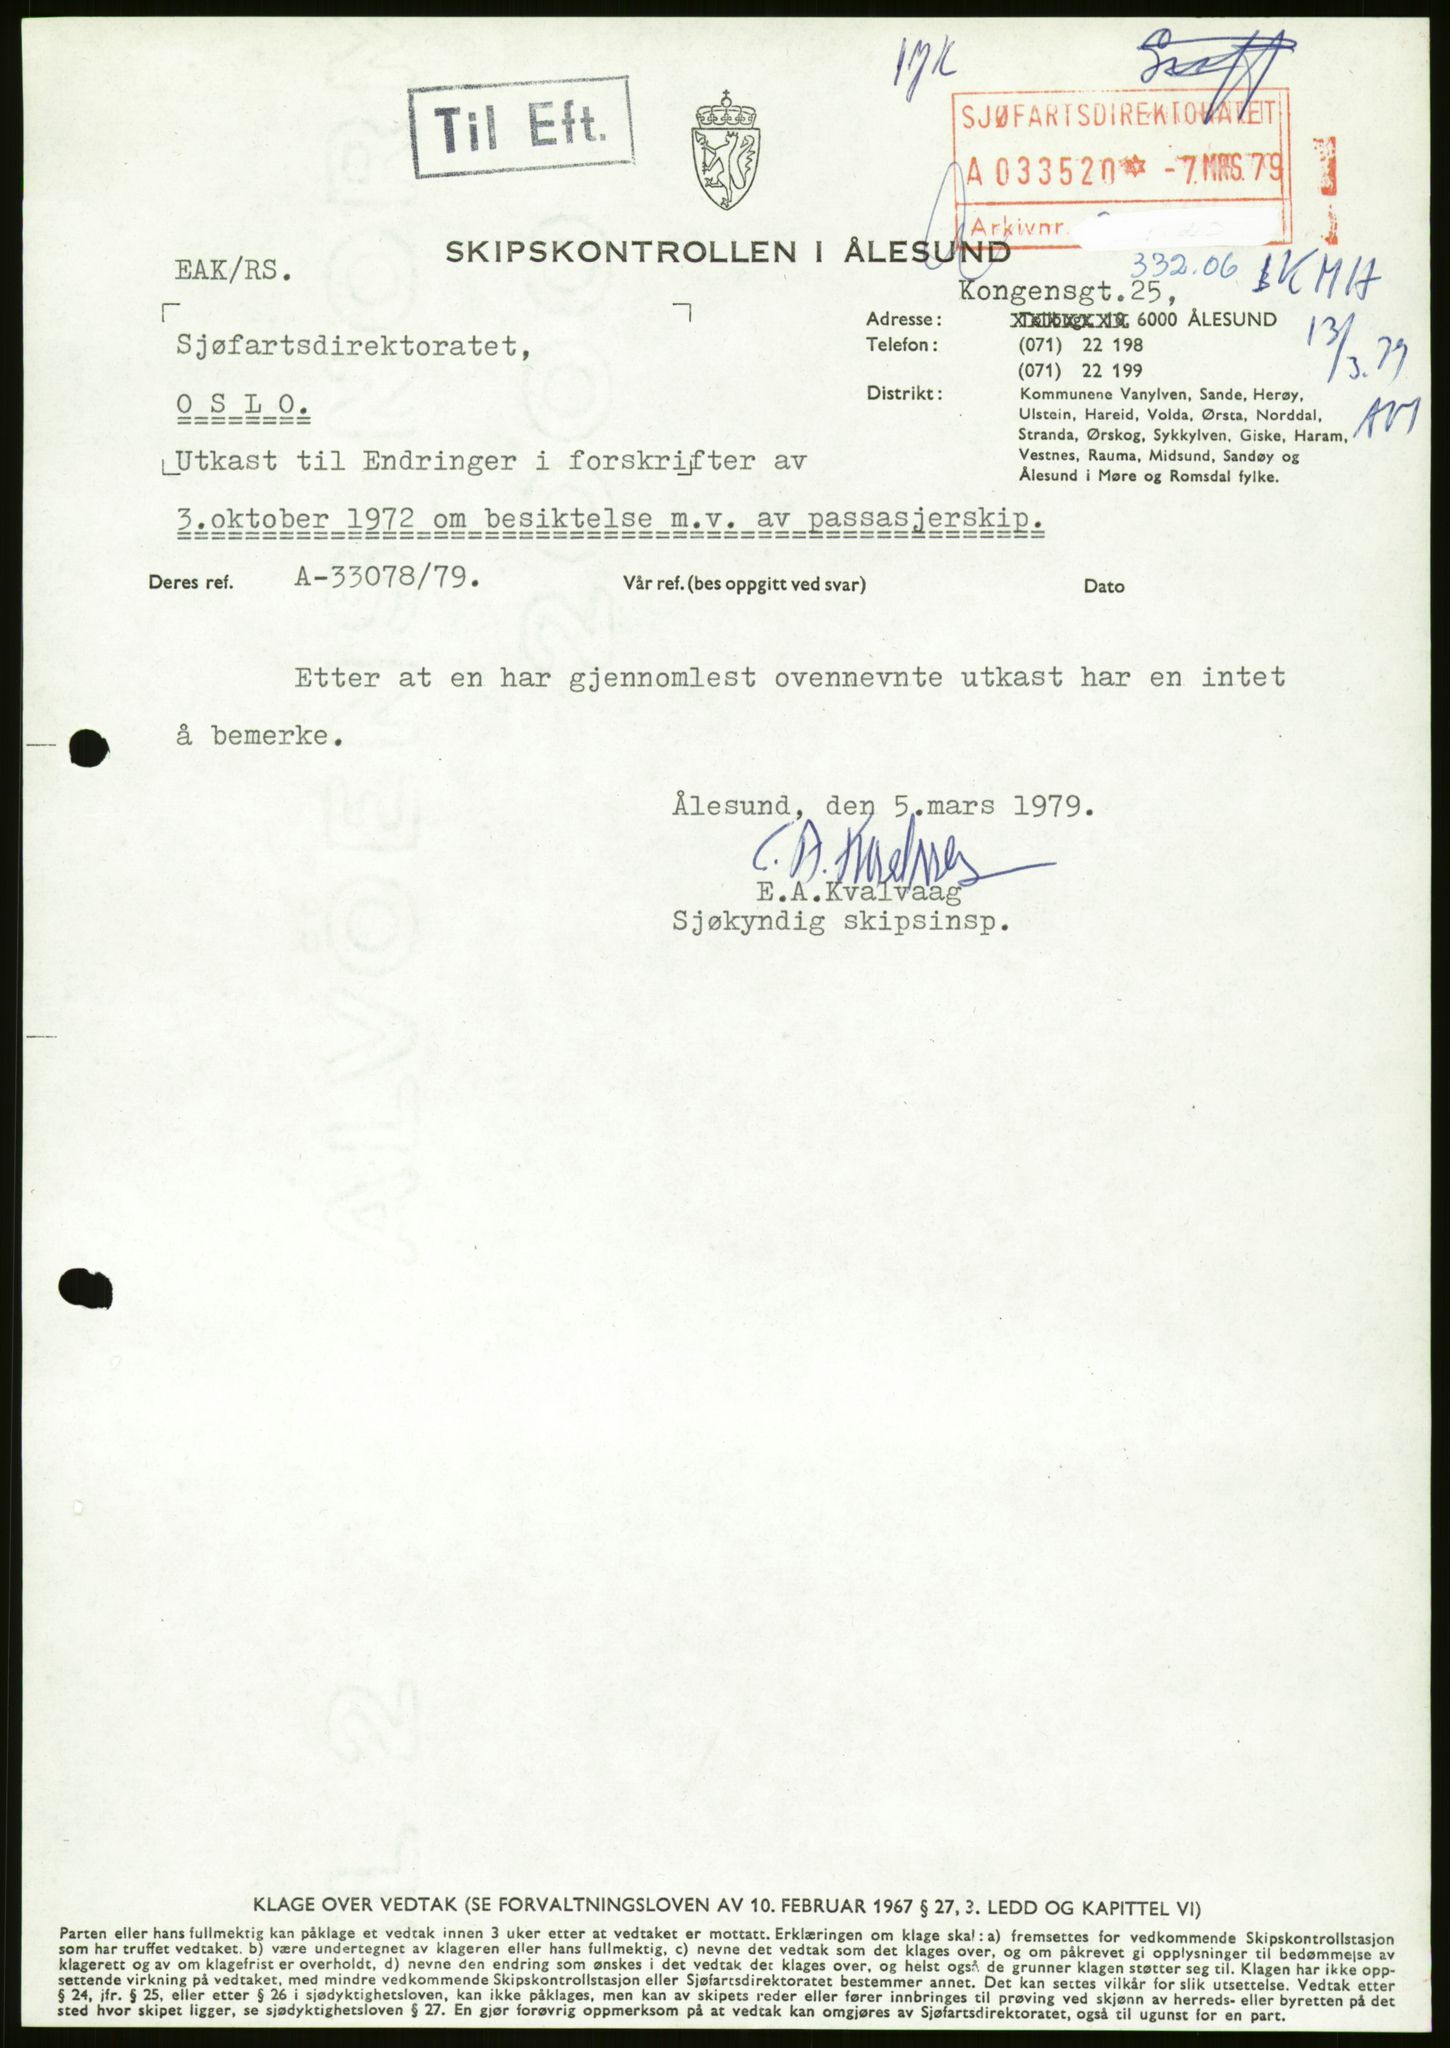 Til Eft.
SJØFARTSDIREKTORATET
A 033520 * -7.MRS.79
Arkivnr.
332.06
SKIPSKONTROLLEN I ÅLESUND
EAK/RS.
Kongensgt.25,
Adresse: 6000 ÅLESUND
Telefon: (071) 22 198
(071) 22 199
Distrikt: Kommunene Vanylven, Sande, Herøy,
Ulstein, Hareid, Volda, Ørsta, Norddal,
Stranda, Ørskog, Sykkylven, Giske, Haram,
Vestnes, Rauma, Midsund, Sandøy og
Ålesund i Møre og Romsdal fylke.
13/3.79
Sjøfartsdirektoratet,
O S L O.
Utkast til Endringer i forskrifter av
3.oktober 1972 om besiktelse m.v. av passasjerskip.
Deres ref. A-33078/79. Vår ref. (bes oppgitt ved svar) Dato
Etter at en har gjennomlest ovennevnte utkast har en intet
å bemerke.
Ålesund, den 5.mars 1979.
E.A.Kvalvaag
Sjøkyndig skipsinsp.
KLAGE OVER VEDTAK (SE FORVALTNINGSLOVEN AV 10. FEBRUAR 1967 § 27, 3. LEDD OG KAPITTEL VI)
Parten eller hans fullmektig kan påklage et vedtak innen 3 uker etter at vedtaket er mottatt. Erklæringen om klage skal: a) fremsettes for vedkommende Skipskontrollstasjon
som har truffet vedtaket. b) være undertegnet av klageren eller hans fullmektig, c) nevne det vedtak som det klages over, og om påkrevet gi opplysninger til bedømmelse av
klagerett og av om klagefrist er overholdt, d) nevne den endring som ønskes i det vedtak det klages over, og helst også de grunner klagen støtter seg til. Klagen har ikke opp-
settende virkning på vedtaket, med mindre vedkommende Skipskontrollstasjon eller Sjøfartsdirektoratet bestemmer annet. Det kan settes vilkår for slik utsettelse. Vedtak etter
§ 24, jfr. § 25, eller etter § 26 i sjødyktighetsloven, kan ikke påklages, men kan av skipets reder eller fører innbringes til prøving ved skjønn av herreds- eller byretten på det
sted hvor skipet ligger, se sjødyktighetsloven § 27. En gjør forøvrig oppmerksom på at vedtak kan omgjøres av Sjøfartsdirektoratet, også til ugunst for en part.